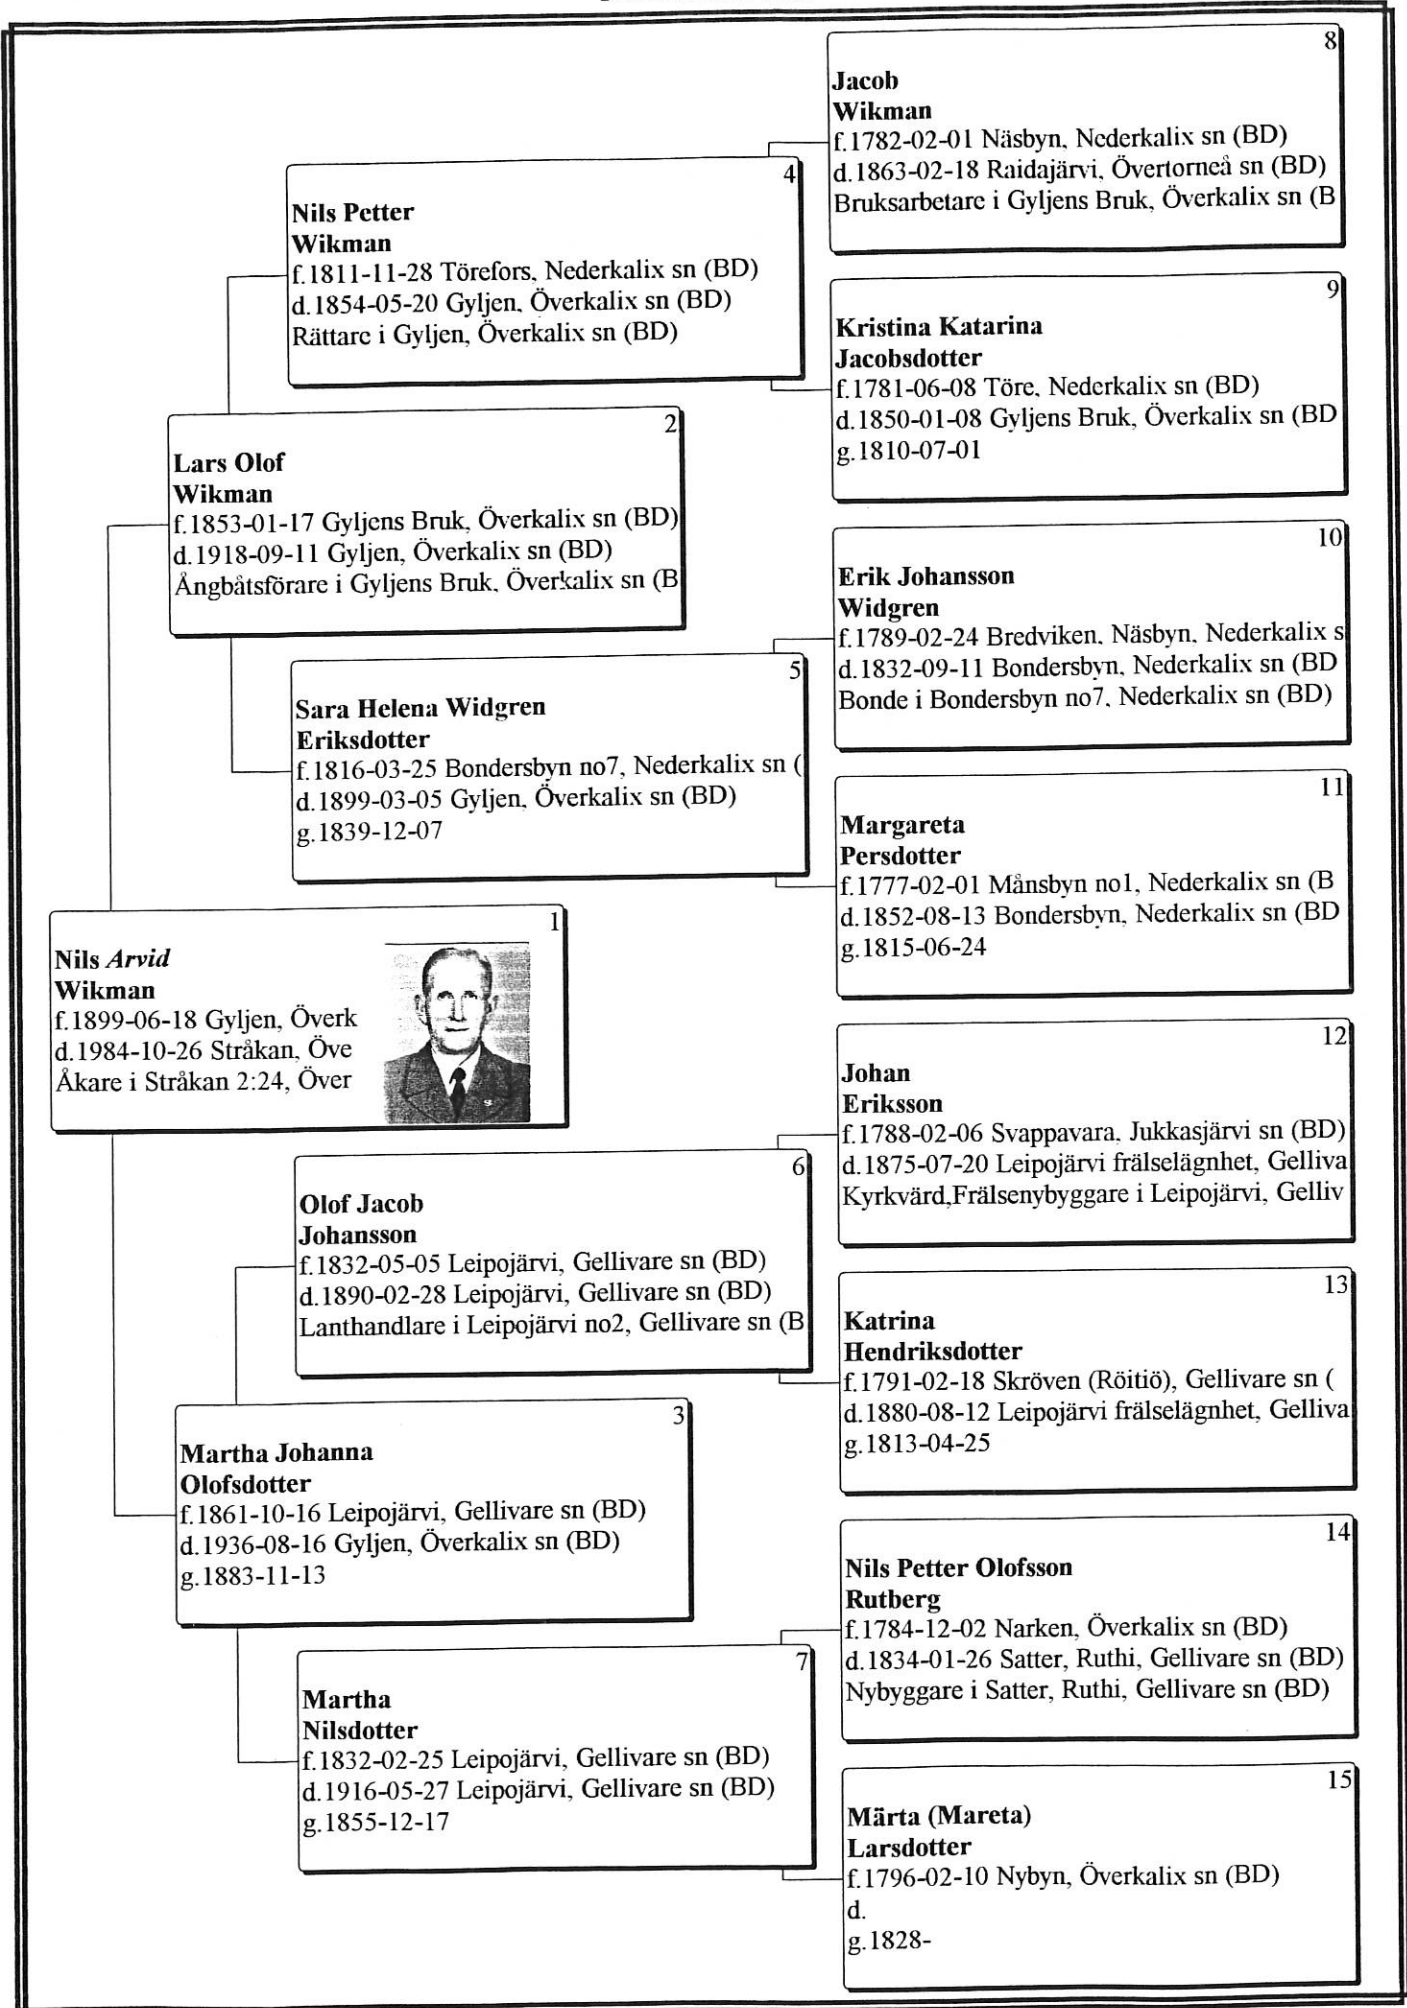 8
Jacob
Wikman
f.1782-02-01 Näsbyn, Nederkalix sn (BD)
d.1863-02-18 Raidajärvi, Övertorneå sn (BD)
Bruksarbetare i Gyljens Bruk, Överkalix sn (B
4
Nils Petter
Wikman
f.1811-11-28 Törefors, Nederkalix sn (BD)
d.1854-05-20 Gyljen, Överkalix sn (BD)
Rättare i Gyljen, Överkalix sn (BD)
9
Kristina Katarina
Jacobsdotter
f.1781-06-08 Töre, Nederkalix sn (BD)
d.1850-01-08 Gyljens Bruk, Överkalix sn (BD
g.1810-07-01
2
Lars Olof
Wikman
f.1853-01-17 Gyljens Bruk, Överkalix sn (BD)
d.1918-09-11 Gyljen, Överkalix sn (BD)
Ångbåtsförare i Gyljens Bruk, Överkalix sn (B
10
Erik Johansson
Widgren
f.1789-02-24 Bredviken, Näsbyn, Nederkalix s
d.1832-09-11 Bondersbyn, Nederkalix sn (BD
Bonde i Bondersbyn no7, Nederkalix sn (BD)
5
Sara Helena Widgren
Eriksdotter
f.1816-03-25 Bondersbyn no7, Nederkalix sn (
d.1899-03-05 Gyljen, Överkalix sn (BD)
g.1839-12-07
11
Margareta
Persdotter
f.1777-02-01 Månsbyn no1, Nederkalix sn (B
d.1852-08-13 Bondersbyn, Nederkalix sn (BD
g.1815-06-24
1
Nils Arvid
Wikman
f.1899-06-18 Gyljen, Överk
d.1984-10-26 Stråkan, Öve
Åkare i Stråkan 2:24, Över
12
Johan
Eriksson
f.1788-02-06 Svappavara, Jukkasjärvi sn (BD)
d.1875-07-20 Leipojärvi frälselägnhet, Gelliva
Kyrkvärd,Frälsenybyggare i Leipojärvi, Gelliv
6
Olof Jacob
Johansson
f.1832-05-05 Leipojärvi, Gellivare sn (BD)
d.1890-02-28 Leipojärvi, Gellivare sn (BD)
Lanthandlare i Leipojärvi no2, Gellivare sn (B
13
Katrina
Hendriksdotter
f.1791-02-18 Skröven (Röitiö), Gellivare sn (
d.1880-08-12 Leipojärvi frälselägnhet, Gelliva
g.1813-04-25
3
Martha Johanna
Olofsdotter
f.1861-10-16 Leipojärvi, Gellivare sn (BD)
d.1936-08-16 Gyljen, Överkalix sn (BD)
g.1883-11-13
14
Nils Petter Olofsson
Rutberg
f.1784-12-02 Narken, Överkalix sn (BD)
d.1834-01-26 Satter, Ruthi, Gellivare sn (BD)
Nybyggare i Satter, Ruthi, Gellivare sn (BD)
7
Martha
Nilsdotter
f.1832-02-25 Leipojärvi, Gellivare sn (BD)
d.1916-05-27 Leipojärvi, Gellivare sn (BD)
g.1855-12-17
15
Märta (Mareta)
Larsdotter
f.1796-02-10 Nybyn, Överkalix sn (BD)
d.
g.1828-